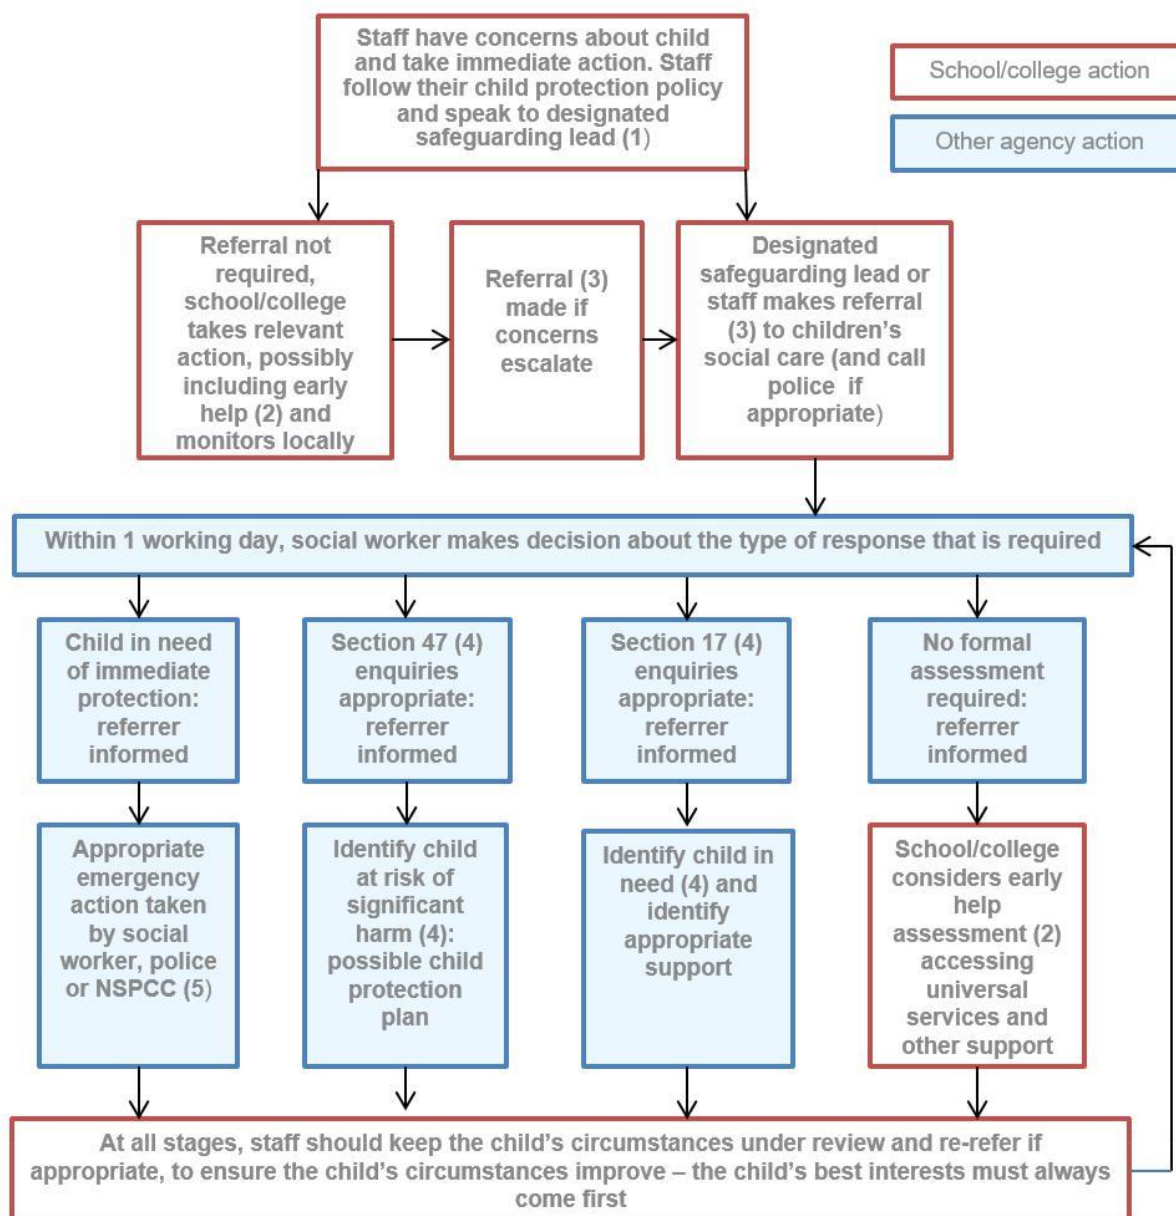 Staff have concerns about child
and take immediate action. Staff
follow their child protection policy
and speak to designated
safeguarding lead (1)
School/college action
Other agency action
Referral not
required,
school/college
takes relevant
action, possibly
including early
help (2) and
monitors locally
Referral (3)
made if
concerns
escalate
Designated
safeguarding lead or
staff makes referral
(3) to children’s
social care (and call
police if
appropriate)
Within 1 working day, social worker makes decision about the type of response that is required
Child in need
of immediate
protection:
referrer
informed
Section 47 (4)
enquiries
appropriate:
referrer
informed
Section 17 (4)
enquiries
appropriate:
referrer
informed
No formal
assessment
required:
referrer
informed
Appropriate
emergency
action taken
by social
worker, police
or NSPCC (5)
Identify child
at risk of
significant
harm (4):
possible child
protection
plan
Identify child in
need (4) and
identify
appropriate
support
School/college
considers early
help
assessment (2)
accessing
universal
services and
other support
At all stages, staff should keep the child’s circumstances under review and re-refer if
appropriate, to ensure the child’s circumstances improve – the child’s best interests must always
come first